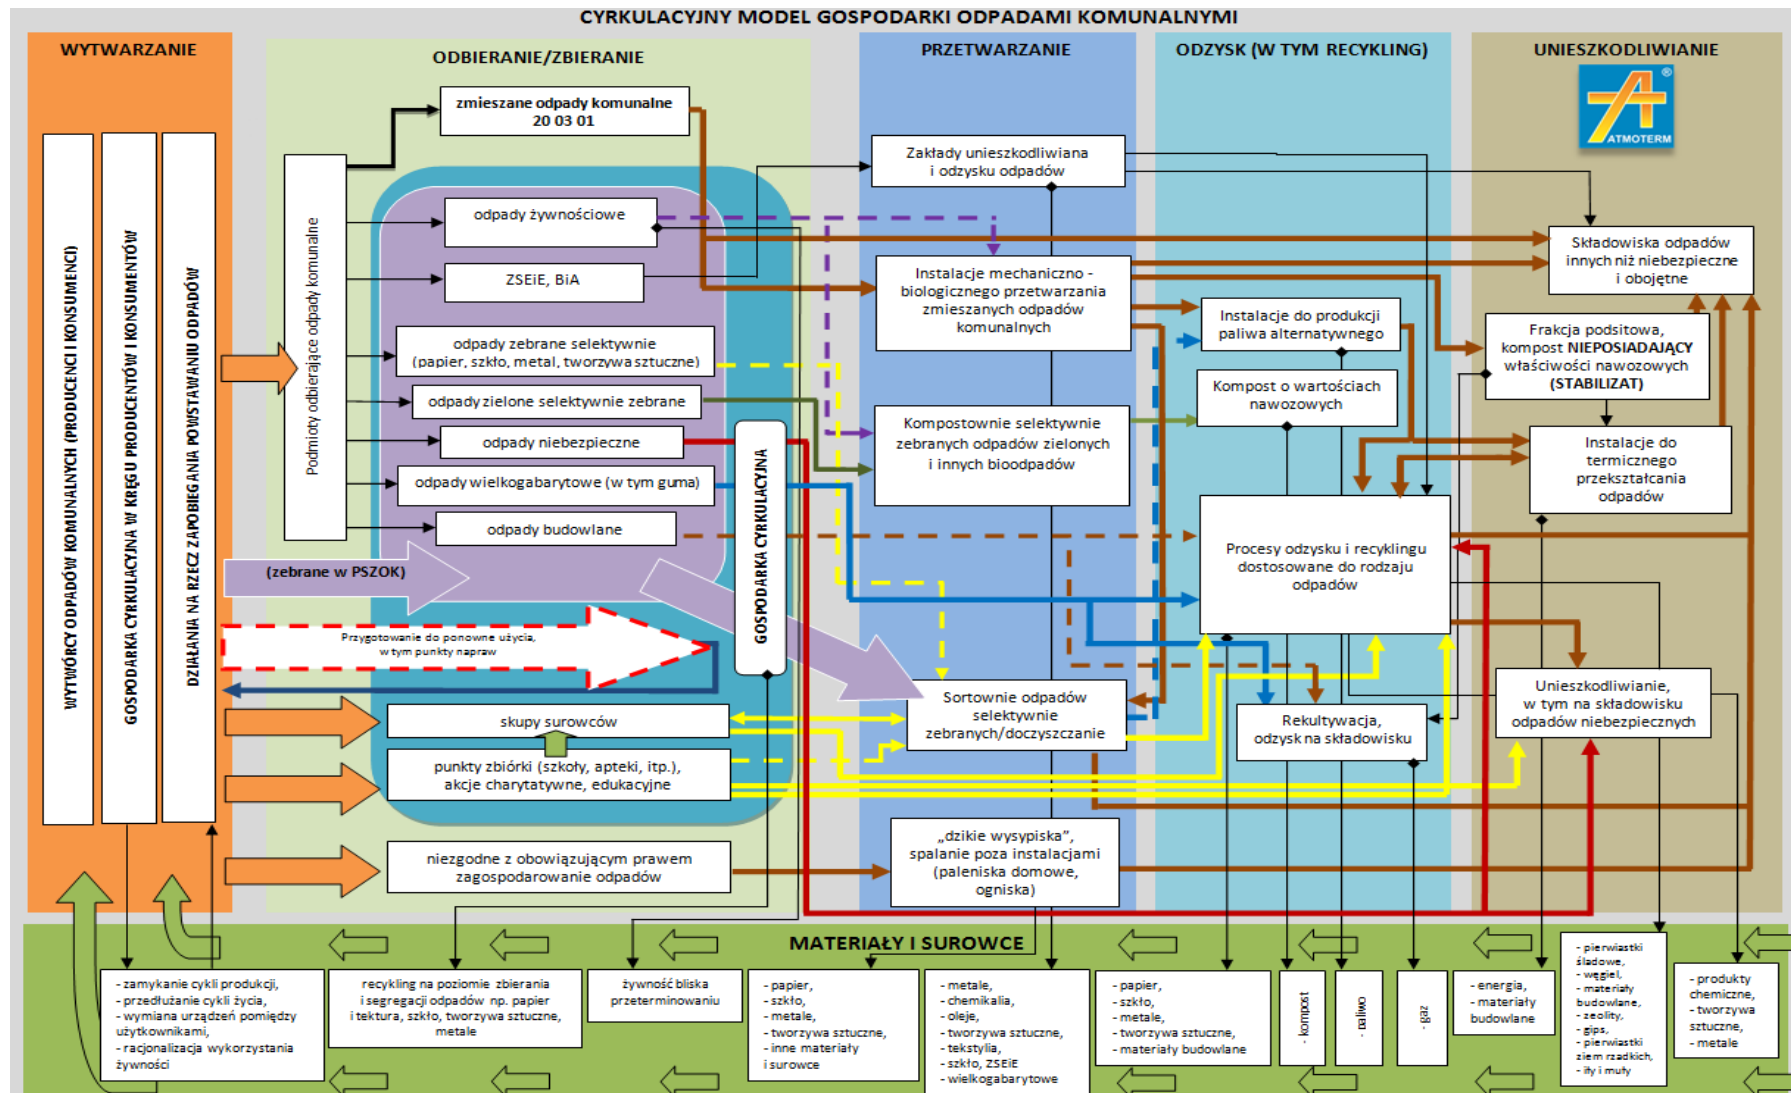 CYRKULACYJNY MODEL GOSPODARKI ODPADAMI KOMUNALNYMI
WYTWARZANIE
WYTWÓRCY ODPADÓW KOMUNALNYCH (PRODUCENCI I KONSUMENCI)
GOSPODARKA CYRKULACYJNA W KRĘGU PRODUCENTÓW I KONSUMENTÓW
DZIAŁANIA NA RZECZ ZAPOBIEGANIA POWSTAWANIU ODPADÓW
ODBIERANIE/ZBIERANIE
Podmioty odbierające odpady komunalne
zmieszane odpady komunalne
20 03 01
odpady żywnościowe
ZSEiE, BiA
odpady zebrane selektywnie
(papier, szkło, metal, tworzywa sztuczne)
odpady zielone selektywnie zebrane
odpady niebezpieczne
odpady wielkogabarytowe (w tym guma)
odpady budowlane
(zebrane w PSZOK)
Przygotowanie do ponowne użycia,
w tym punkty napraw
GOSPODARKA CYRKULACYJNA
skupy surowców
punkty zbiórki (szkoły, apteki, itp.),
akcje charytatywne, edukacyjne
niezgodne z obowiązującym prawem
zagospodarowanie odpadów
PRZETWARZANIE
Zakłady unieszkodliwiana
i odzysku odpadów
Instalacje mechaniczno -
biologicznego przetwarzania
zmieszanych odpadów
komunalnych
Kompostownie selektywnie
zebranych odpadów zielonych
i innych bioodpadów
Sortownie odpadów
selektywnie
zebranych/doczyszczanie
„dzikie wysypiska”,
spalanie poza instalacjami
(paleniska domowe,
ogniska)
ODZYSK (W TYM RECYKLING)
Instalacje do produkcji
paliwa alternatywnego
Kompost o wartościach
nawozowych
Procesy odzysku i recyklingu
dostosowane do rodzaju
odpadów
Rekultywacja,
odzysk na składowisku
UNIESZKODLIWIANIE
ATMOTERM
®
Składowiska odpadów
innych niż niebezpieczne
i obojętne
Frakcja podsitowa,
kompost NIEPOSIADAJĄCY
właściwości nawozowych
(STABILIZAT)
Instalacje do
termicznego
przekształcania
odpadów
Unieszkodliwianie,
w tym na składowisku
odpadów niebezpiecznych
MATERIAŁY I SUROWCE
- zamykanie cykli produkcji,
- przedłużanie cykli życia,
- wymiana urządzeń pomiędzy
użytkownikami,
- racjonalizacja wykorzystania
żywności
recykling na poziomie zbierania
i segregacji odpadów np. papier
i tektura, szkło, tworzywa sztuczne,
metale
żywność bliska
przeterminowaniu
- papier,
- szkło,
- metale,
- tworzywa sztuczne,
- inne materiały
i surowce
- metale,
- chemikalia,
- oleje,
- tworzywa sztuczne,
- tekstylia,
- szkło, ZSEiE
- wielkogabarytowe
- papier,
- szkło,
- metale,
- tworzywa sztuczne,
- materiały budowlane
- kompost
- paliwo
- gaz
- energia,
- materiały
budowlane
- pierwiastki
śladowe,
- węgiel,
- materiały
budowlane,
- zeolity,
- gips,
- pierwiastki
ziem rzadkich,
- iły i muły
- produkty
chemiczne,
- tworzywa
sztuczne,
- metale